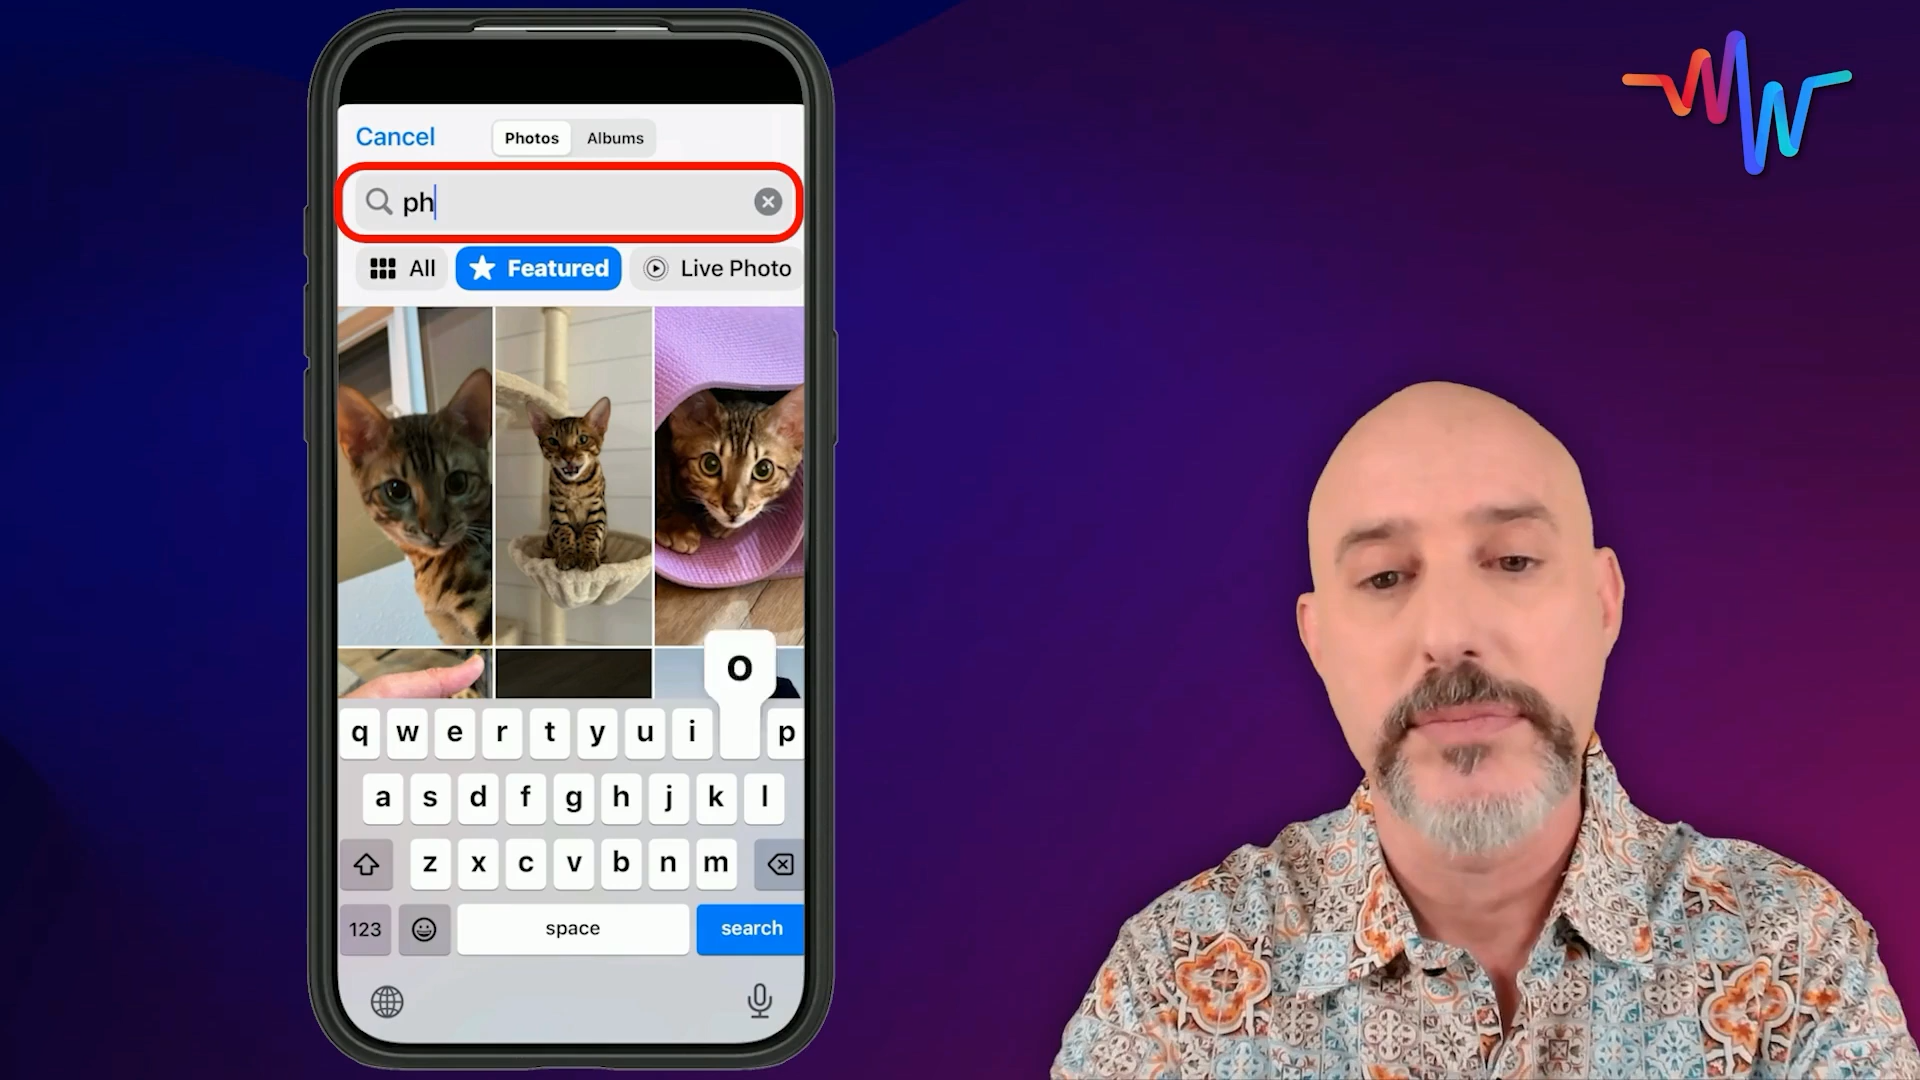 Cancel
Photos
Albums
ph
All
Featured
Live Photo
o
q w e r t y u i p
a s d f g h j k l
z x c v b n m
123
space
search